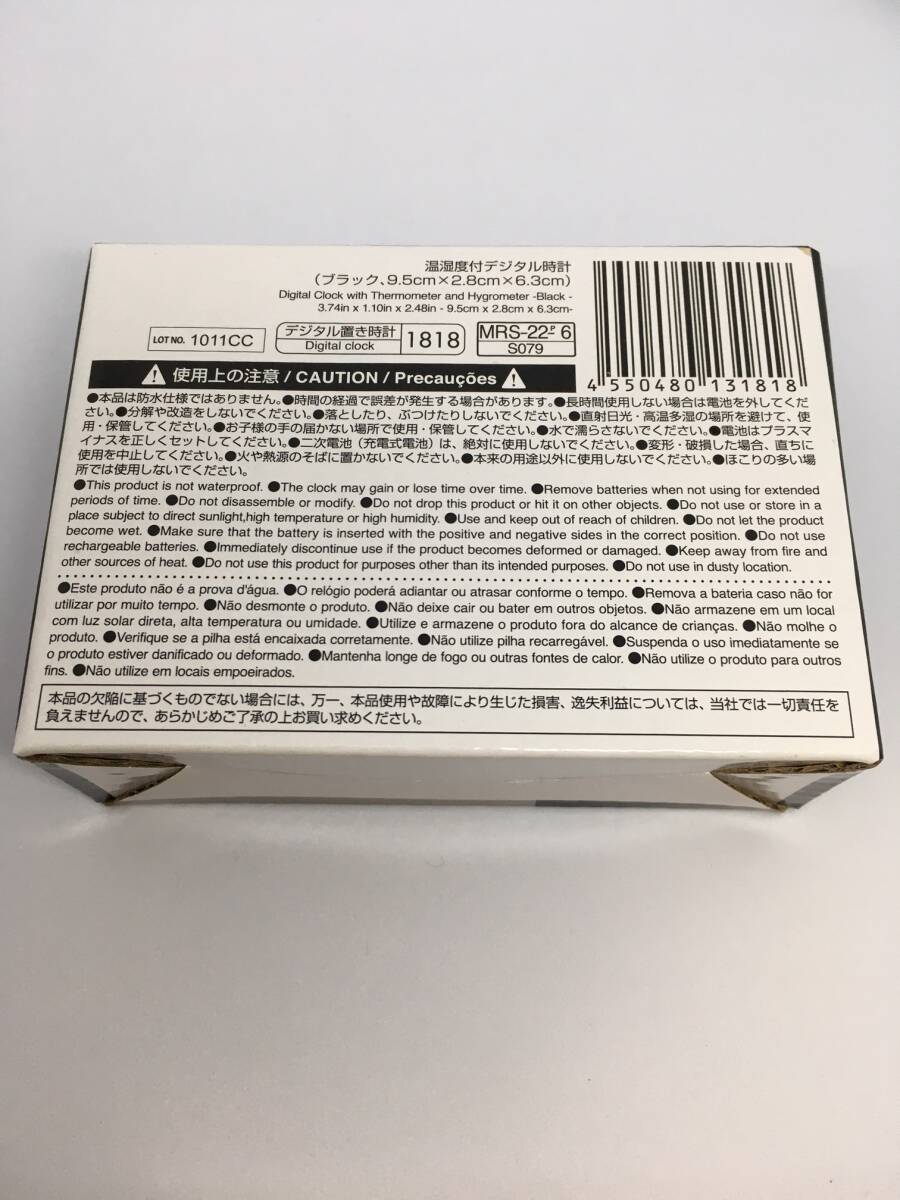 温湿度付デジタル時計
(ブラック、9.5cm×2.8cm×6.3cm)
Digital Clock with Thermometer and Hygrometer -Black -
3.74in x 1.10in x 2.48in - 9.5cm x 2.8cm x 6.3cm-
LOT NO. 1011CC
デジタル置き時計
Digital clock
1818
MRS-22-P 6
S079
4 550480 131818
使用上の注意 / CAUTION / Precauções
●本品は防水仕様ではありません。●時間の経過で誤差が発生する場合があります。●長時間使用しない場合は電池を外してくだ
さい。●分解や改造をしないでください。●落としたり、ぶつけたりしないでください。●直射日光・高温多湿の場所を避けて、使
用・保管してください。●お子様の手の届かない場所で使用・保管してください。●水で濡らさないでください。●電池はプラスマ
イナスを正しくセットしてください。●二次電池(充電式電池)は、絶対に使用しないでください。●変形・破損した場合、直ちに
使用を中止してください。●火や熱源のそばに置かないでください。●本来の用途以外に使用しないでください。●ほこりの多い場
所では使用しないでください。
●This product is not waterproof. ●The clock may gain or lose time over time. ●Remove batteries when not using for extended
periods of time. ●Do not disassemble or modify. ●Do not drop this product or hit it on other objects. ●Do not use or store in a
place subject to direct sunlight,high temperature or high humidity. ●Use and keep out of reach of children. ●Do not let the product
become wet. ●Make sure that the battery is inserted with the positive and negative sides in the correct position. ●Do not use
rechargeable batteries. ●Immediately discontinue use if the product becomes deformed or damaged. ●Keep away from fire and
other sources of heat. ●Do not use this product for purposes other than its intended purposes. ●Do not use in dusty location.
●Este produto não é a prova d'água. ●O relógio poderá adiantar ou atrasar conforme o tempo. ●Remova a bateria caso não for
utilizar por muito tempo. ●Não desmonte o produto. ●Não deixe cair ou bater em outros objetos. ●Não armazene em um local
com luz solar direta, alta temperatura ou umidade. ●Utilize e armazene o produto fora do alcance de crianças. ●Não molhe o
produto. ●Verifique se a pilha está encaixada corretamente. ●Não utilize pilha recarregável. ●Suspenda o uso imediatamente se
o produto estiver danificado ou deformado. ●Mantenha longe de fogo ou outras fontes de calor. ●Não utilize o produto para outros
fins. ●Não utilize em locais empoeirados.
本品の欠陥に基づくものでない場合には、万一、本品使用や故障により生じた損害、逸失利益については、当社では一切責任を
負えませんので、あらかじめご了承の上お買い求めください。